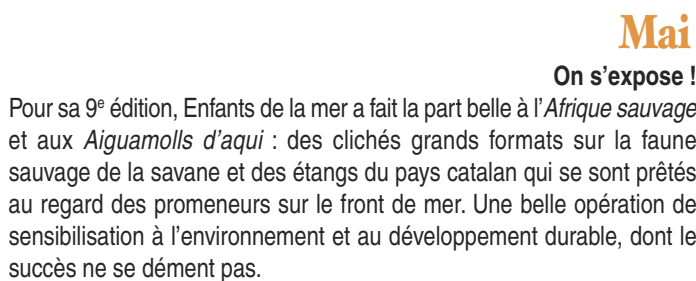 Mai
On s’expose !
Pour sa 9e édition, Enfants de la mer a fait la part belle à l’Afrique sauvage
et aux Aiguamolls d’aqui : des clichés grands formats sur la faune
sauvage de la savane et des étangs du pays catalan qui se sont prêtés
au regard des promeneurs sur le front de mer. Une belle opération de
sensibilisation à l’environnement et au développement durable, dont le
succès ne se dément pas.